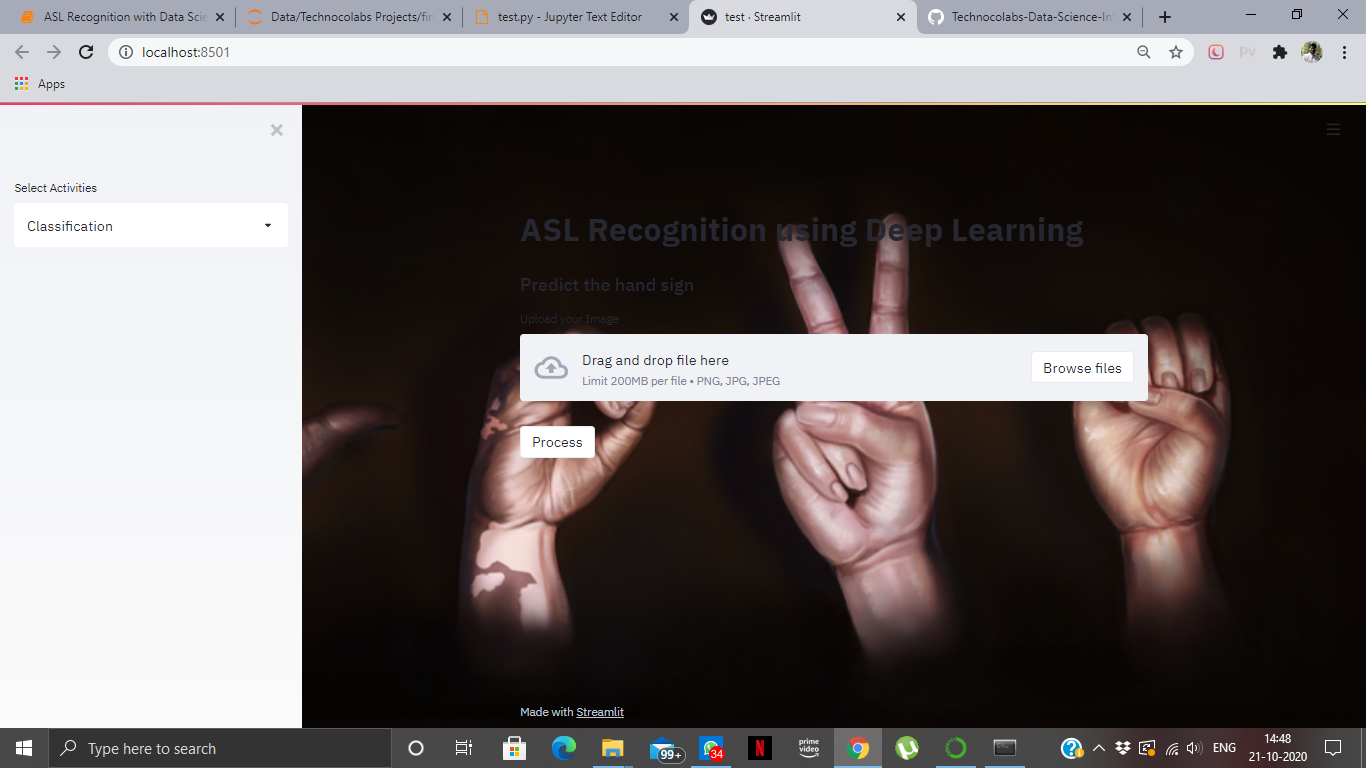 ASL Recognition with Data Scie
Data/Technocolabs Projects/fin
test.py - Jupyter Text Editor
test · Streamlit
Technocolabs-Data-Science-Int
localhost:8501
Pv
Apps
Select Activities
Classification
ASL Recognition using Deep Learning
Predict the hand sign
Upload your Image
Drag and drop file here
Limit 200MB per file • PNG, JPG, JPEG
Browse files
Process
Made with Streamlit
Type here to search
99+
34
N
prime video
ENG
14:48
21-10-2020